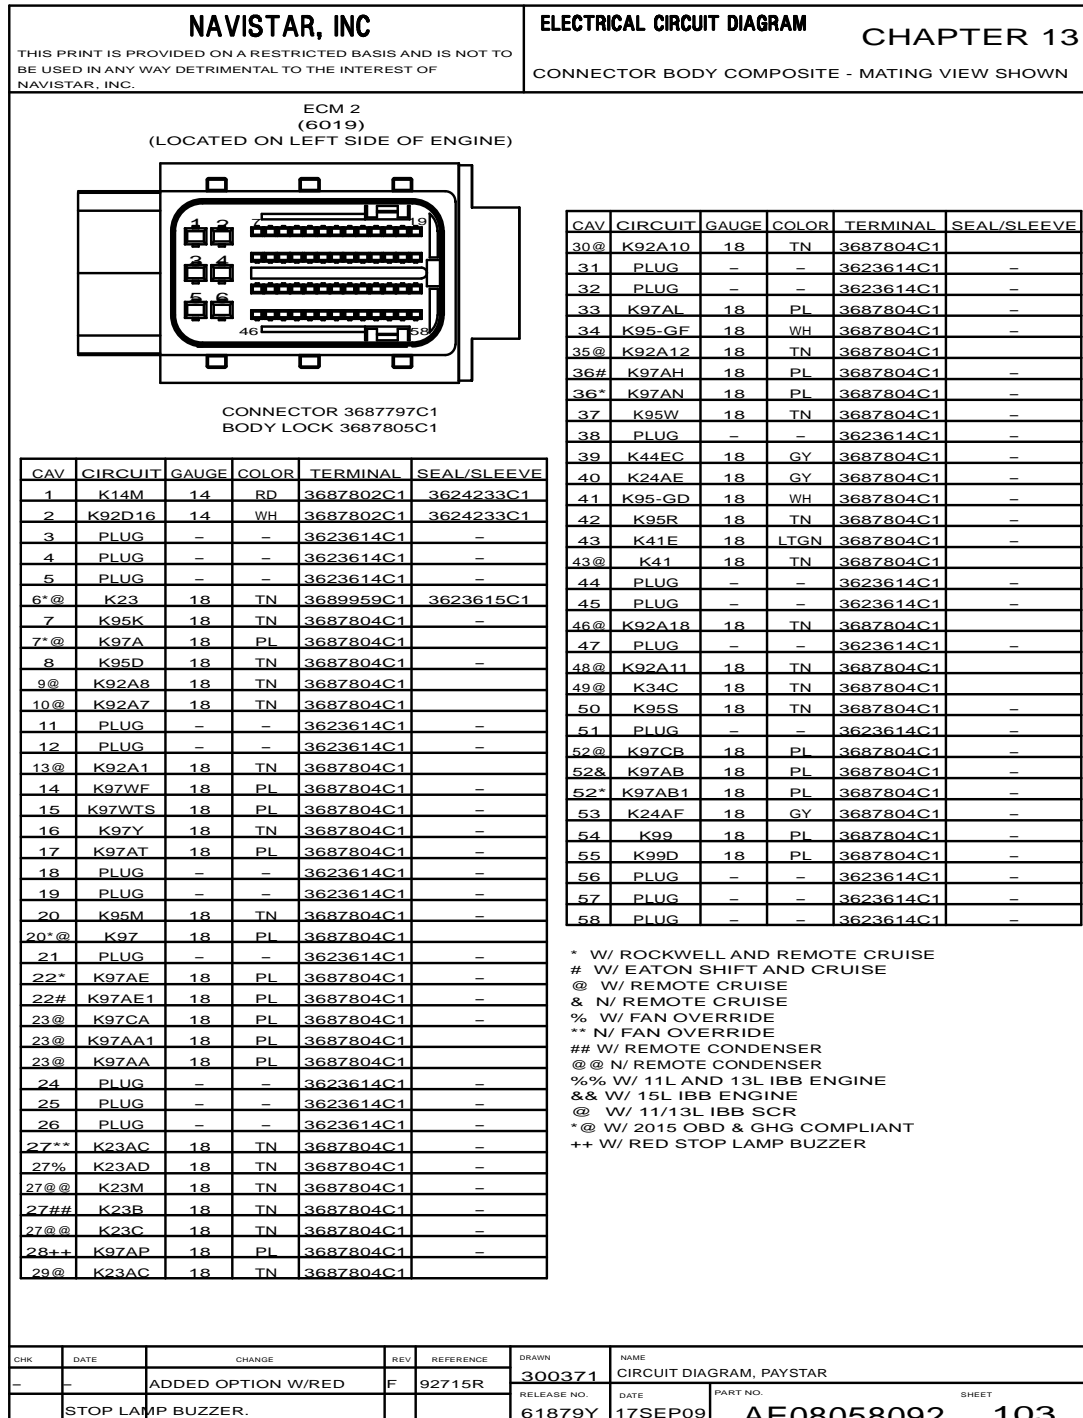 NAVISTAR, INC
THIS PRINT IS PROVIDED ON A RESTRICTED BASIS AND IS NOT TO
BE USED IN ANY WAY DETRIMENTAL TO THE INTEREST OF
NAVISTAR, INC.
ELECTRICAL CIRCUIT DIAGRAM
CHAPTER 13
CONNECTOR BODY COMPOSITE - MATING VIEW SHOWN
ECM 2
(6019)
(LOCATED ON LEFT SIDE OF ENGINE)
1 2 7 19
3 4
5 6
46 58
CONNECTOR 3687797C1
BODY LOCK 3687805C1
CAV CIRCUIT GAUGE COLOR TERMINAL SEAL/SLEEVE
1 K14M 14 RD 3687802C1 3624233C1
2 K92D16 14 WH 3687802C1 3624233C1
3 PLUG – – 3623614C1 –
4 PLUG – – 3623614C1 –
5 PLUG – – 3623614C1 –
6*@ K23 18 TN 3689959C1 3623615C1
7 K95K 18 TN 3687804C1 –
7*@ K97A 18 PL 3687804C1
8 K95D 18 TN 3687804C1 –
9@ K92A8 18 TN 3687804C1
10@ K92A7 18 TN 3687804C1
11 PLUG – – 3623614C1 –
12 PLUG – – 3623614C1 –
13@ K92A1 18 TN 3687804C1
14 K97WF 18 PL 3687804C1 –
15 K97WTS 18 PL 3687804C1 –
16 K97Y 18 TN 3687804C1 –
17 K97AT 18 PL 3687804C1 –
18 PLUG – – 3623614C1 –
19 PLUG – – 3623614C1 –
20 K95M 18 TN 3687804C1 –
20*@ K97 18 PL 3687804C1
21 PLUG – – 3623614C1 –
22* K97AE 18 PL 3687804C1 –
22# K97AE1 18 PL 3687804C1 –
23@ K97CA 18 PL 3687804C1 –
23@ K97AA1 18 PL 3687804C1
23@ K97AA 18 PL 3687804C1
24 PLUG – – 3623614C1 –
25 PLUG – – 3623614C1 –
26 PLUG – – 3623614C1 –
27** K23AC 18 TN 3687804C1 –
27% K23AD 18 TN 3687804C1 –
27@@ K23M 18 TN 3687804C1 –
27## K23B 18 TN 3687804C1 –
27@@ K23C 18 TN 3687804C1 –
28++ K97AP 18 PL 3687804C1 –
29@ K23AC 18 TN 3687804C1
CAV CIRCUIT GAUGE COLOR TERMINAL SEAL/SLEEVE
30@ K92A10 18 TN 3687804C1
31 PLUG – – 3623614C1 –
32 PLUG – – 3623614C1 –
33 K97AL 18 PL 3687804C1 –
34 K95-GF 18 WH 3687804C1 –
35@ K92A12 18 TN 3687804C1
36# K97AH 18 PL 3687804C1 –
36* K97AN 18 PL 3687804C1 –
37 K95W 18 TN 3687804C1 –
38 PLUG – – 3623614C1 –
39 K44EC 18 GY 3687804C1 –
40 K24AE 18 GY 3687804C1 –
41 K95-GD 18 WH 3687804C1 –
42 K95R 18 TN 3687804C1 –
43 K41E 18 LTGN 3687804C1 –
43@ K41 18 TN 3687804C1
44 PLUG – – 3623614C1 –
45 PLUG – – 3623614C1 –
46@ K92A18 18 TN 3687804C1
47 PLUG – – 3623614C1 –
48@ K92A11 18 TN 3687804C1
49@ K34C 18 TN 3687804C1
50 K95S 18 TN 3687804C1 –
51 PLUG – – 3623614C1 –
52@ K97CB 18 PL 3687804C1 –
52& K97AB 18 PL 3687804C1 –
52* K97AB1 18 PL 3687804C1 –
53 K24AF 18 GY 3687804C1 –
54 K99 18 PL 3687804C1 –
55 K99D 18 PL 3687804C1 –
56 PLUG – – 3623614C1 –
57 PLUG – – 3623614C1 –
58 PLUG – – 3623614C1 –
* W/ ROCKWELL AND REMOTE CRUISE
# W/ EATON SHIFT AND CRUISE
@ W/ REMOTE CRUISE
& N/ REMOTE CRUISE
% W/ FAN OVERRIDE
** N/ FAN OVERRIDE
## W/ REMOTE CONDENSER
@@ N/ REMOTE CONDENSER
%% W/ 11L AND 13L IBB ENGINE
&& W/ 15L IBB ENGINE
@ W/ 11/13L IBB SCR
*@ W/ 2015 OBD & GHG COMPLIANT
++ W/ RED STOP LAMP BUZZER
CHK DATE CHANGE REV REFERENCE
– – ADDED OPTION W/RED F 92715R
STOP LAMP BUZZER.
DRAWN
300371
NAME
CIRCUIT DIAGRAM, PAYSTAR
RELEASE NO.
61879Y
DATE
17SEP09
PART NO.
AE08058092
SHEET
103